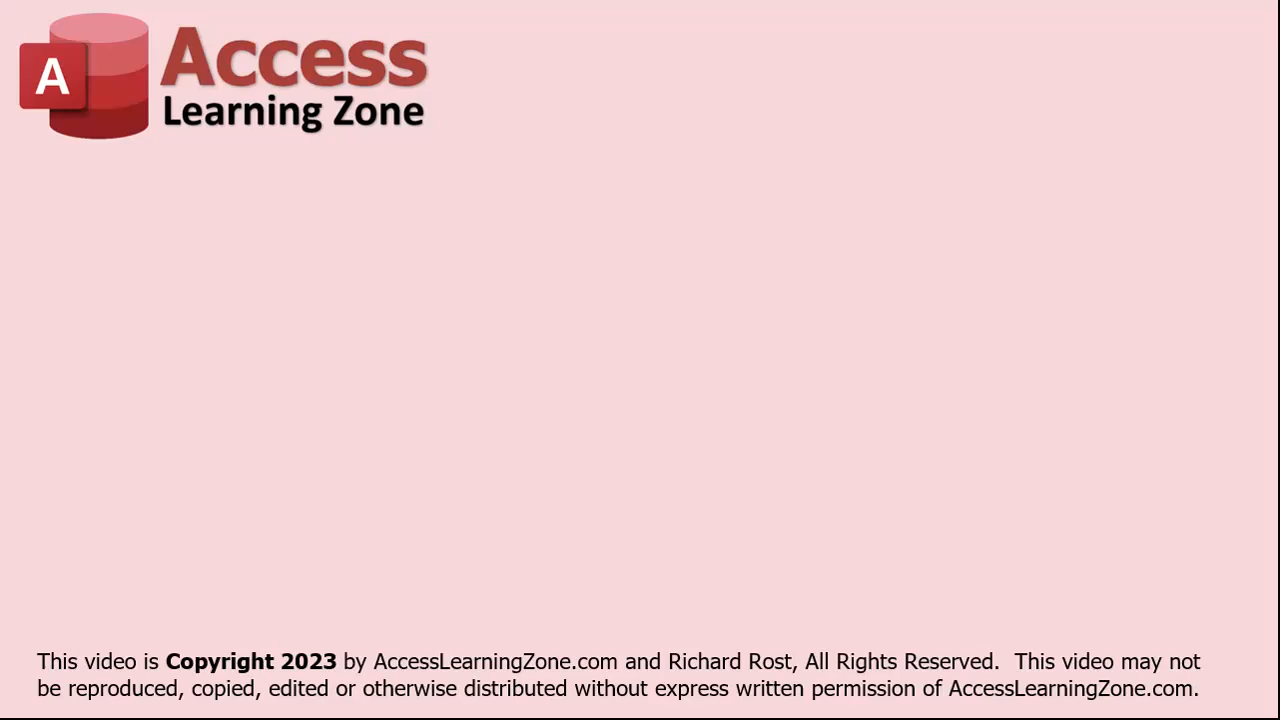 A
Access
Learning Zone
This video is Copyright 2023 by AccessLearningZone.com and Richard Rost, All Rights Reserved.  This video may not
be reproduced, copied, edited or otherwise distributed without express written permission of AccessLearningZone.com.